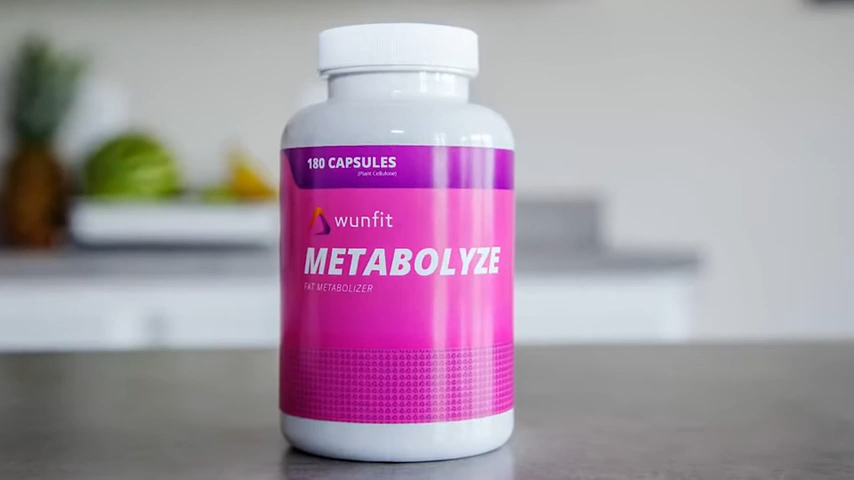 180 CAPSULES
(Plant Cellulose)
wunfit
METABOLYZE
FAT METABOLIZER